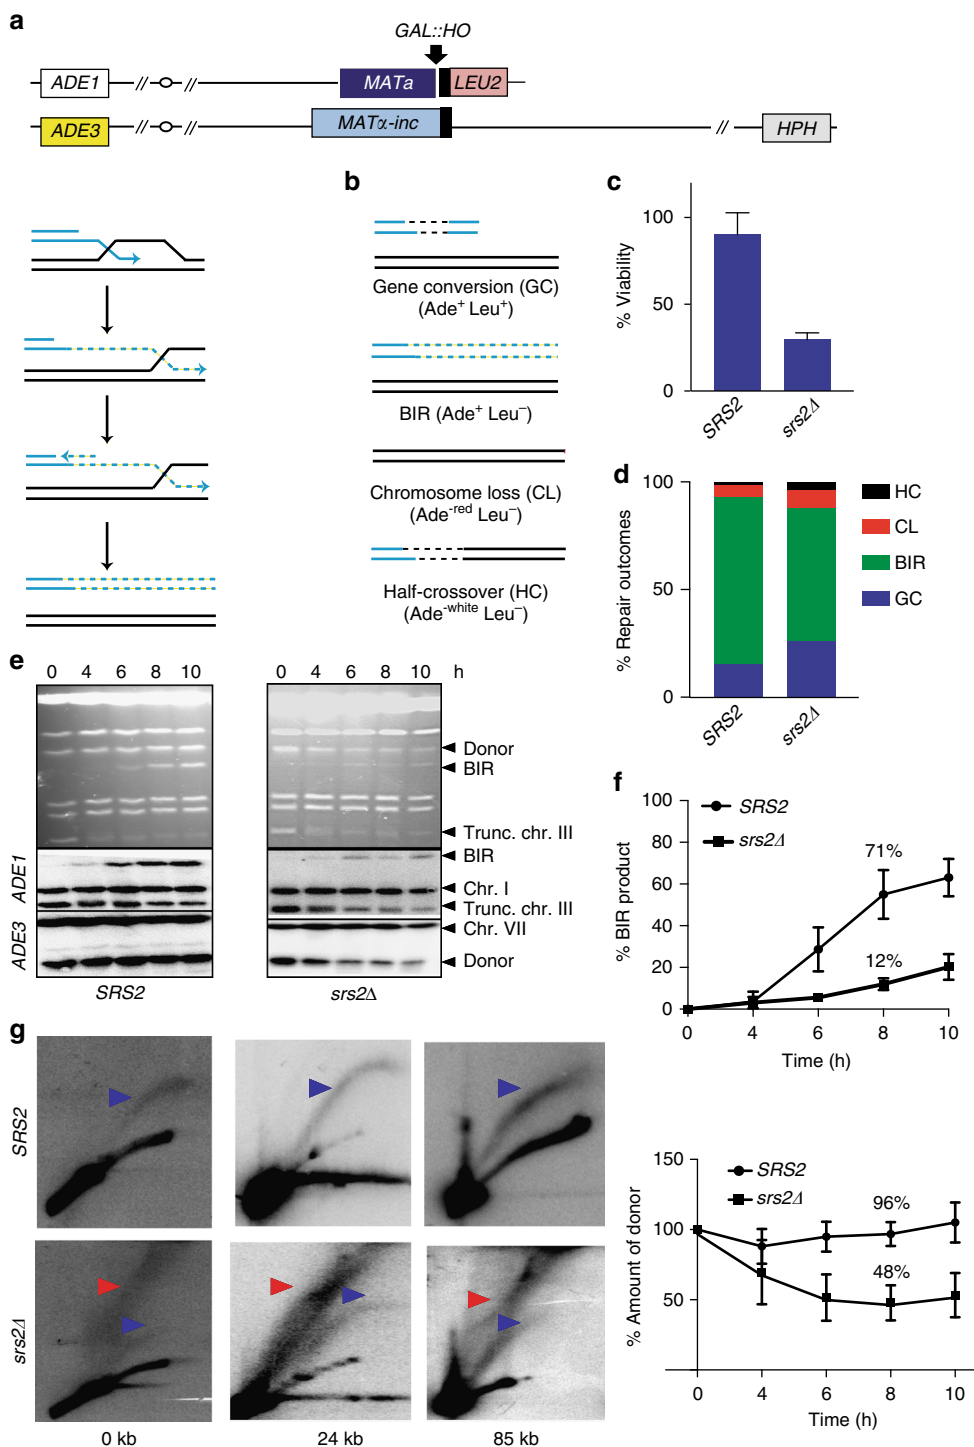 a
GAL::HO
ADE1 // // MATa LEU2
ADE3 // // MATα-inc // HPH
b
Gene conversion (GC)
(Ade+ Leu+)
BIR (Ade+ Leu–)
Chromosome loss (CL)
(Ade-red Leu–)
Half-crossover (HC)
(Ade-white Leu–)
c
% Viability
100
50
0
SRS2
srs2Δ
d
% Repair outcomes
100
50
0
SRS2
srs2Δ
HC
CL
BIR
GC
e
0 4 6 8 10
0 4 6 8 10 h
Donor
BIR
Trunc. chr. III
ADE1
BIR
Chr. I
Trunc. chr. III
ADE3
Chr. VII
Donor
SRS2
srs2Δ
f
% BIR product
100
80
60
40
20
0
SRS2
srs2Δ
71%
12%
0 4 6 8 10
Time (h)
% Amount of donor
150
100
50
SRS2
srs2Δ
96%
48%
0 4 6 8 10
Time (h)
g
SRS2
srs2Δ
0 kb
24 kb
85 kb